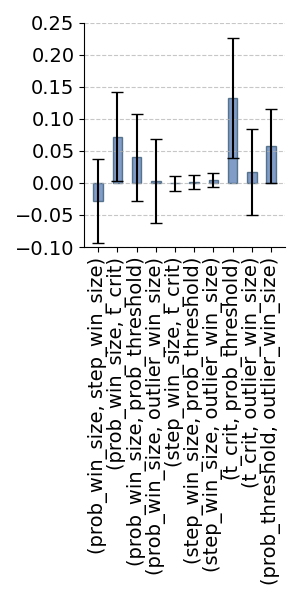 0.25
0.20
0.15
0.10
0.05
0.00
−0.05
−0.10
(prob_win_size, step_win_size)
(prob_win_size, t_crit)
(prob_win_size, prob_threshold)
(prob_win_size, outlier_win_size)
(step_win_size, t_crit)
(step_win_size, prob_threshold)
(step_win_size, outlier_win_size)
(t_crit, prob_threshold)
(t_crit, outlier_win_size)
(prob_threshold, outlier_win_size)